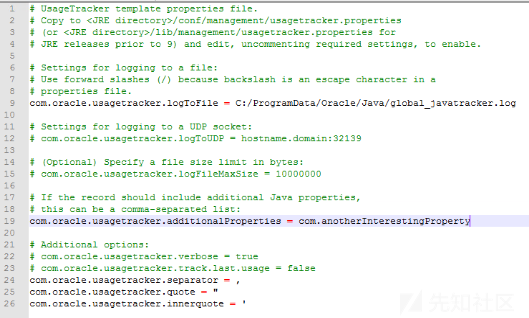 1 # UsageTracker template properties file.
2 # Copy to <JRE directory>/conf/management/usagetracker.properties
3 # (or <JRE directory>/lib/management/usagetracker.properties for
4 # JRE releases prior to 9) and edit, uncommenting required settings, to enable.
5
6 # Settings for logging to a file:
7 # Use forward slashes (/) because backslash is an escape character in a
8 # properties file.
9 com.oracle.usagetracker.logToFile = C:/ProgramData/Oracle/Java/global_javatracker.log
10
11 # Settings for logging to a UDP socket:
12 # com.oracle.usagetracker.logToUDP = hostname.domain:32139
13
14 # (Optional) Specify a file size limit in bytes:
15 # com.oracle.usagetracker.logFileMaxSize = 10000000
16
17 # If the record should include additional Java properties,
18 # this can be a comma-separated list:
19 com.oracle.usagetracker.additionalProperties = com.anotherInterestingProperty
20
21 # Additional options:
22 # com.oracle.usagetracker.verbose = true
23 # com.oracle.usagetracker.track.last.usage = false
24 com.oracle.usagetracker.separator = ,
25 com.oracle.usagetracker.quote = "
26 com.oracle.usagetracker.innerquote = '
先知社区